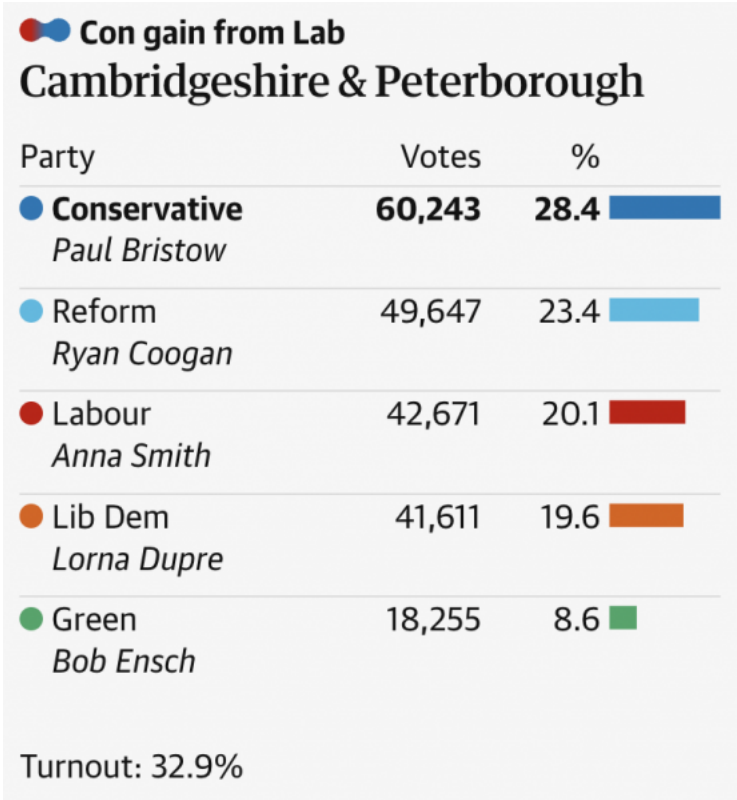 Con gain from Lab
Cambridgeshire & Peterborough
Party Votes %
Conservative 60,243 28.4
Paul Bristow
Reform 49,647 23.4
Ryan Coogan
Labour 42,671 20.1
Anna Smith
Lib Dem 41,611 19.6
Lorna Dupre
Green 18,255 8.6
Bob Ensch
Turnout: 32.9%